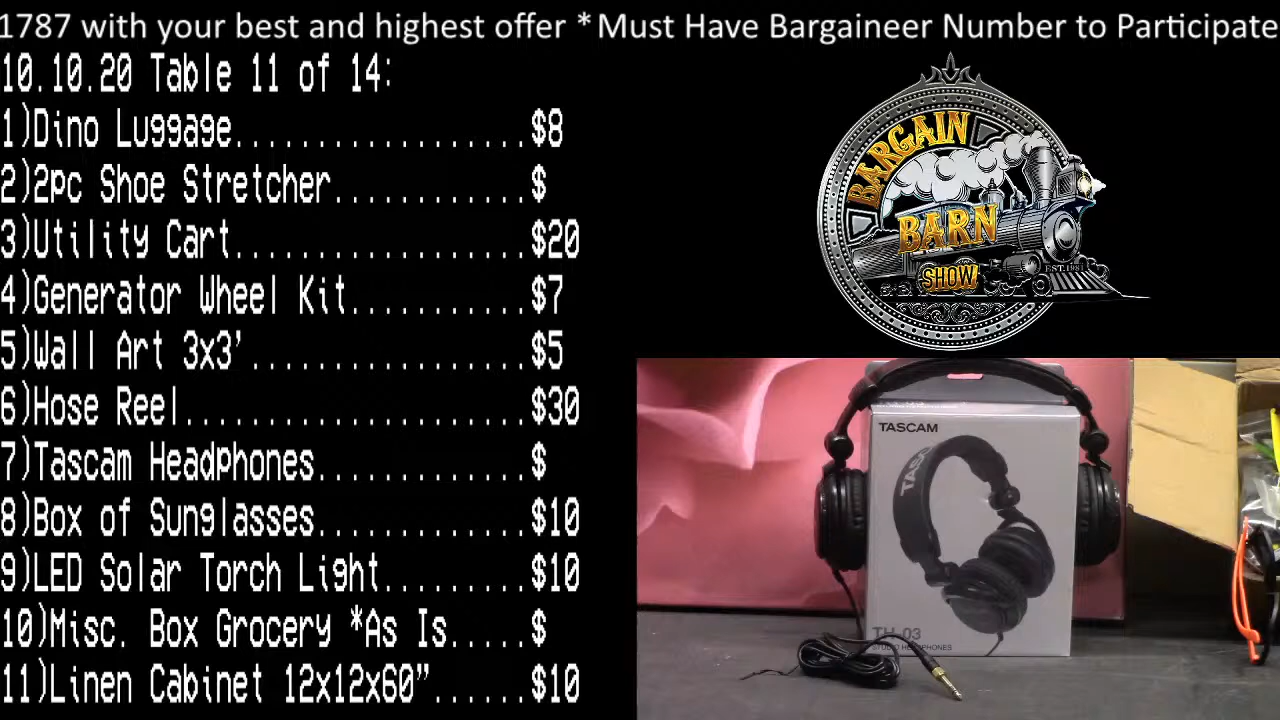 1787 with your best and highest offer *Must Have Bargaineer Number to Participate
10.10.20 Table 11 of 14:
1)Dino Luggage..................$8
2)2pc Shoe Stretcher............$
3)Utility Cart..................$20
4)Generator Wheel Kit...........$7
5)Wall Art 3x3’.................$5
6)Hose Reel.....................$30
7)Tascam Headphones.............$
8)Box of Sunglasses.............$10
9)LED Solar Torch Light.........$10
10)Misc. Box Grocery *As Is.....$
11)Linen Cabinet 12x12x60”......$10
BARGAIN
BARN
SHOW
TASCAM
TASC
TH-03
STUDIO HEADPHONES